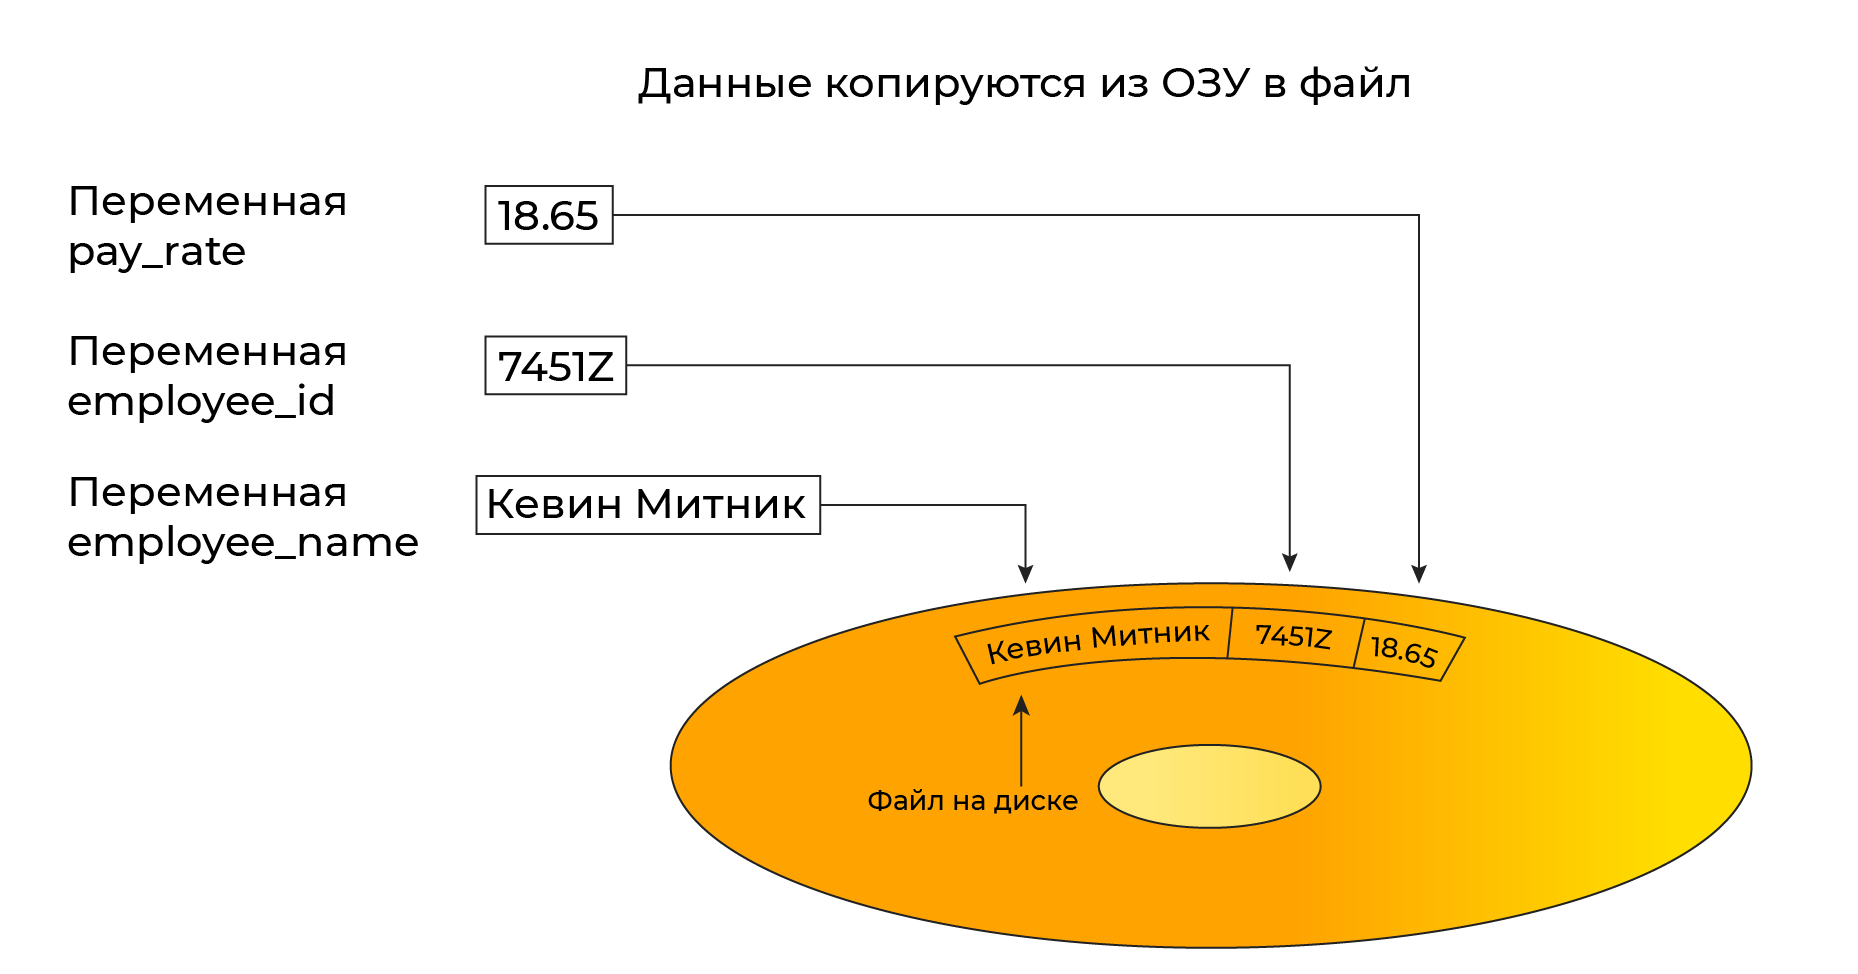 Данные копируются из ОЗУ в файл
Переменная
pay_rate
18.65
Переменная
employee_id
7451Z
Переменная
employee_name
Кевин Митник
Кевин Митник 7451Z 18.65
Файл на диске